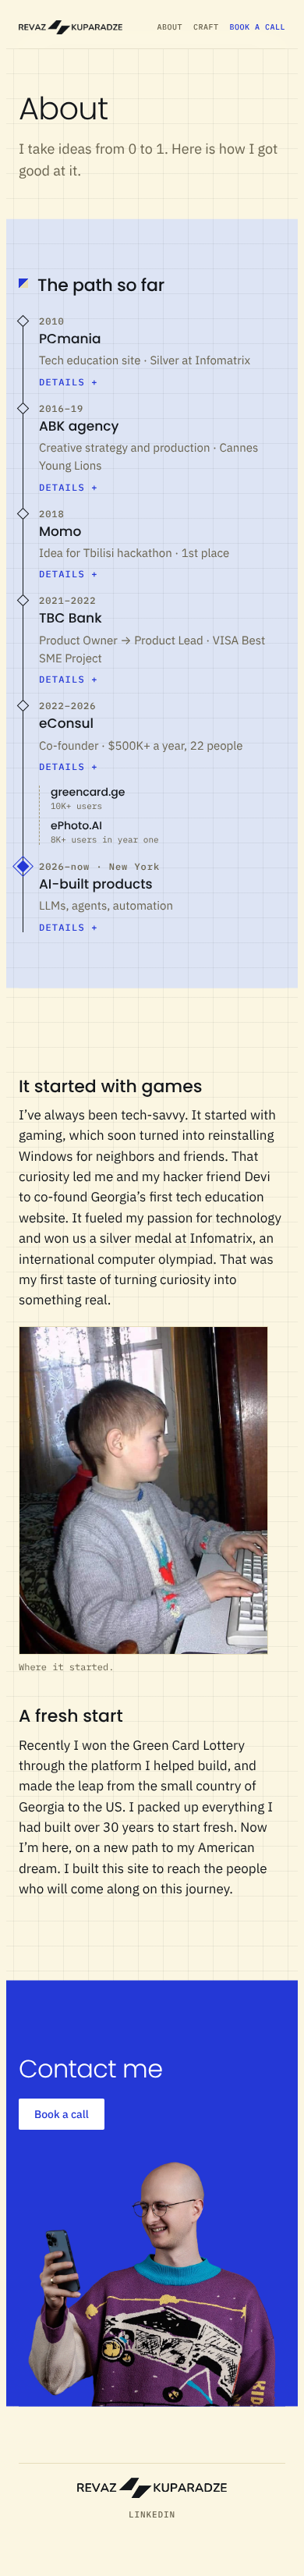 REVAZ KUPARADZE
ABOUT CRAFT BOOK A CALL
About
I take ideas from 0 to 1. Here is how I got
good at it.
The path so far
2010
PCmania
Tech education site · Silver at Infomatrix
DETAILS +
2016–19
ABK agency
Creative strategy and production · Cannes
Young Lions
DETAILS +
2018
Momo
Idea for Tbilisi hackathon · 1st place
DETAILS +
2021–2022
TBC Bank
Product Owner → Product Lead · VISA Best
SME Project
DETAILS +
2022–2026
eConsul
Co-founder · $500K+ a year, 22 people
DETAILS +
greencard.ge
10K+ users
ePhoto.AI
8K+ users in year one
2026–now · New York
AI-built products
LLMs, agents, automation
DETAILS +
It started with games
I’ve always been tech-savvy. It started with
gaming, which soon turned into reinstalling
Windows for neighbors and friends. That
curiosity led me and my hacker friend Devi
to co-found Georgia’s first tech education
website. It fueled my passion for technology
and won us a silver medal at Infomatrix, an
international computer olympiad. That was
my first taste of turning curiosity into
something real.
Where it started.
A fresh start
Recently I won the Green Card Lottery
through the platform I helped build, and
made the leap from the small country of
Georgia to the US. I packed up everything I
had built over 30 years to start fresh. Now
I’m here, on a new path to my American
dream. I built this site to reach the people
who will come along on this journey.
Contact me
Book a call
REVAZ KUPARADZE
LINKEDIN